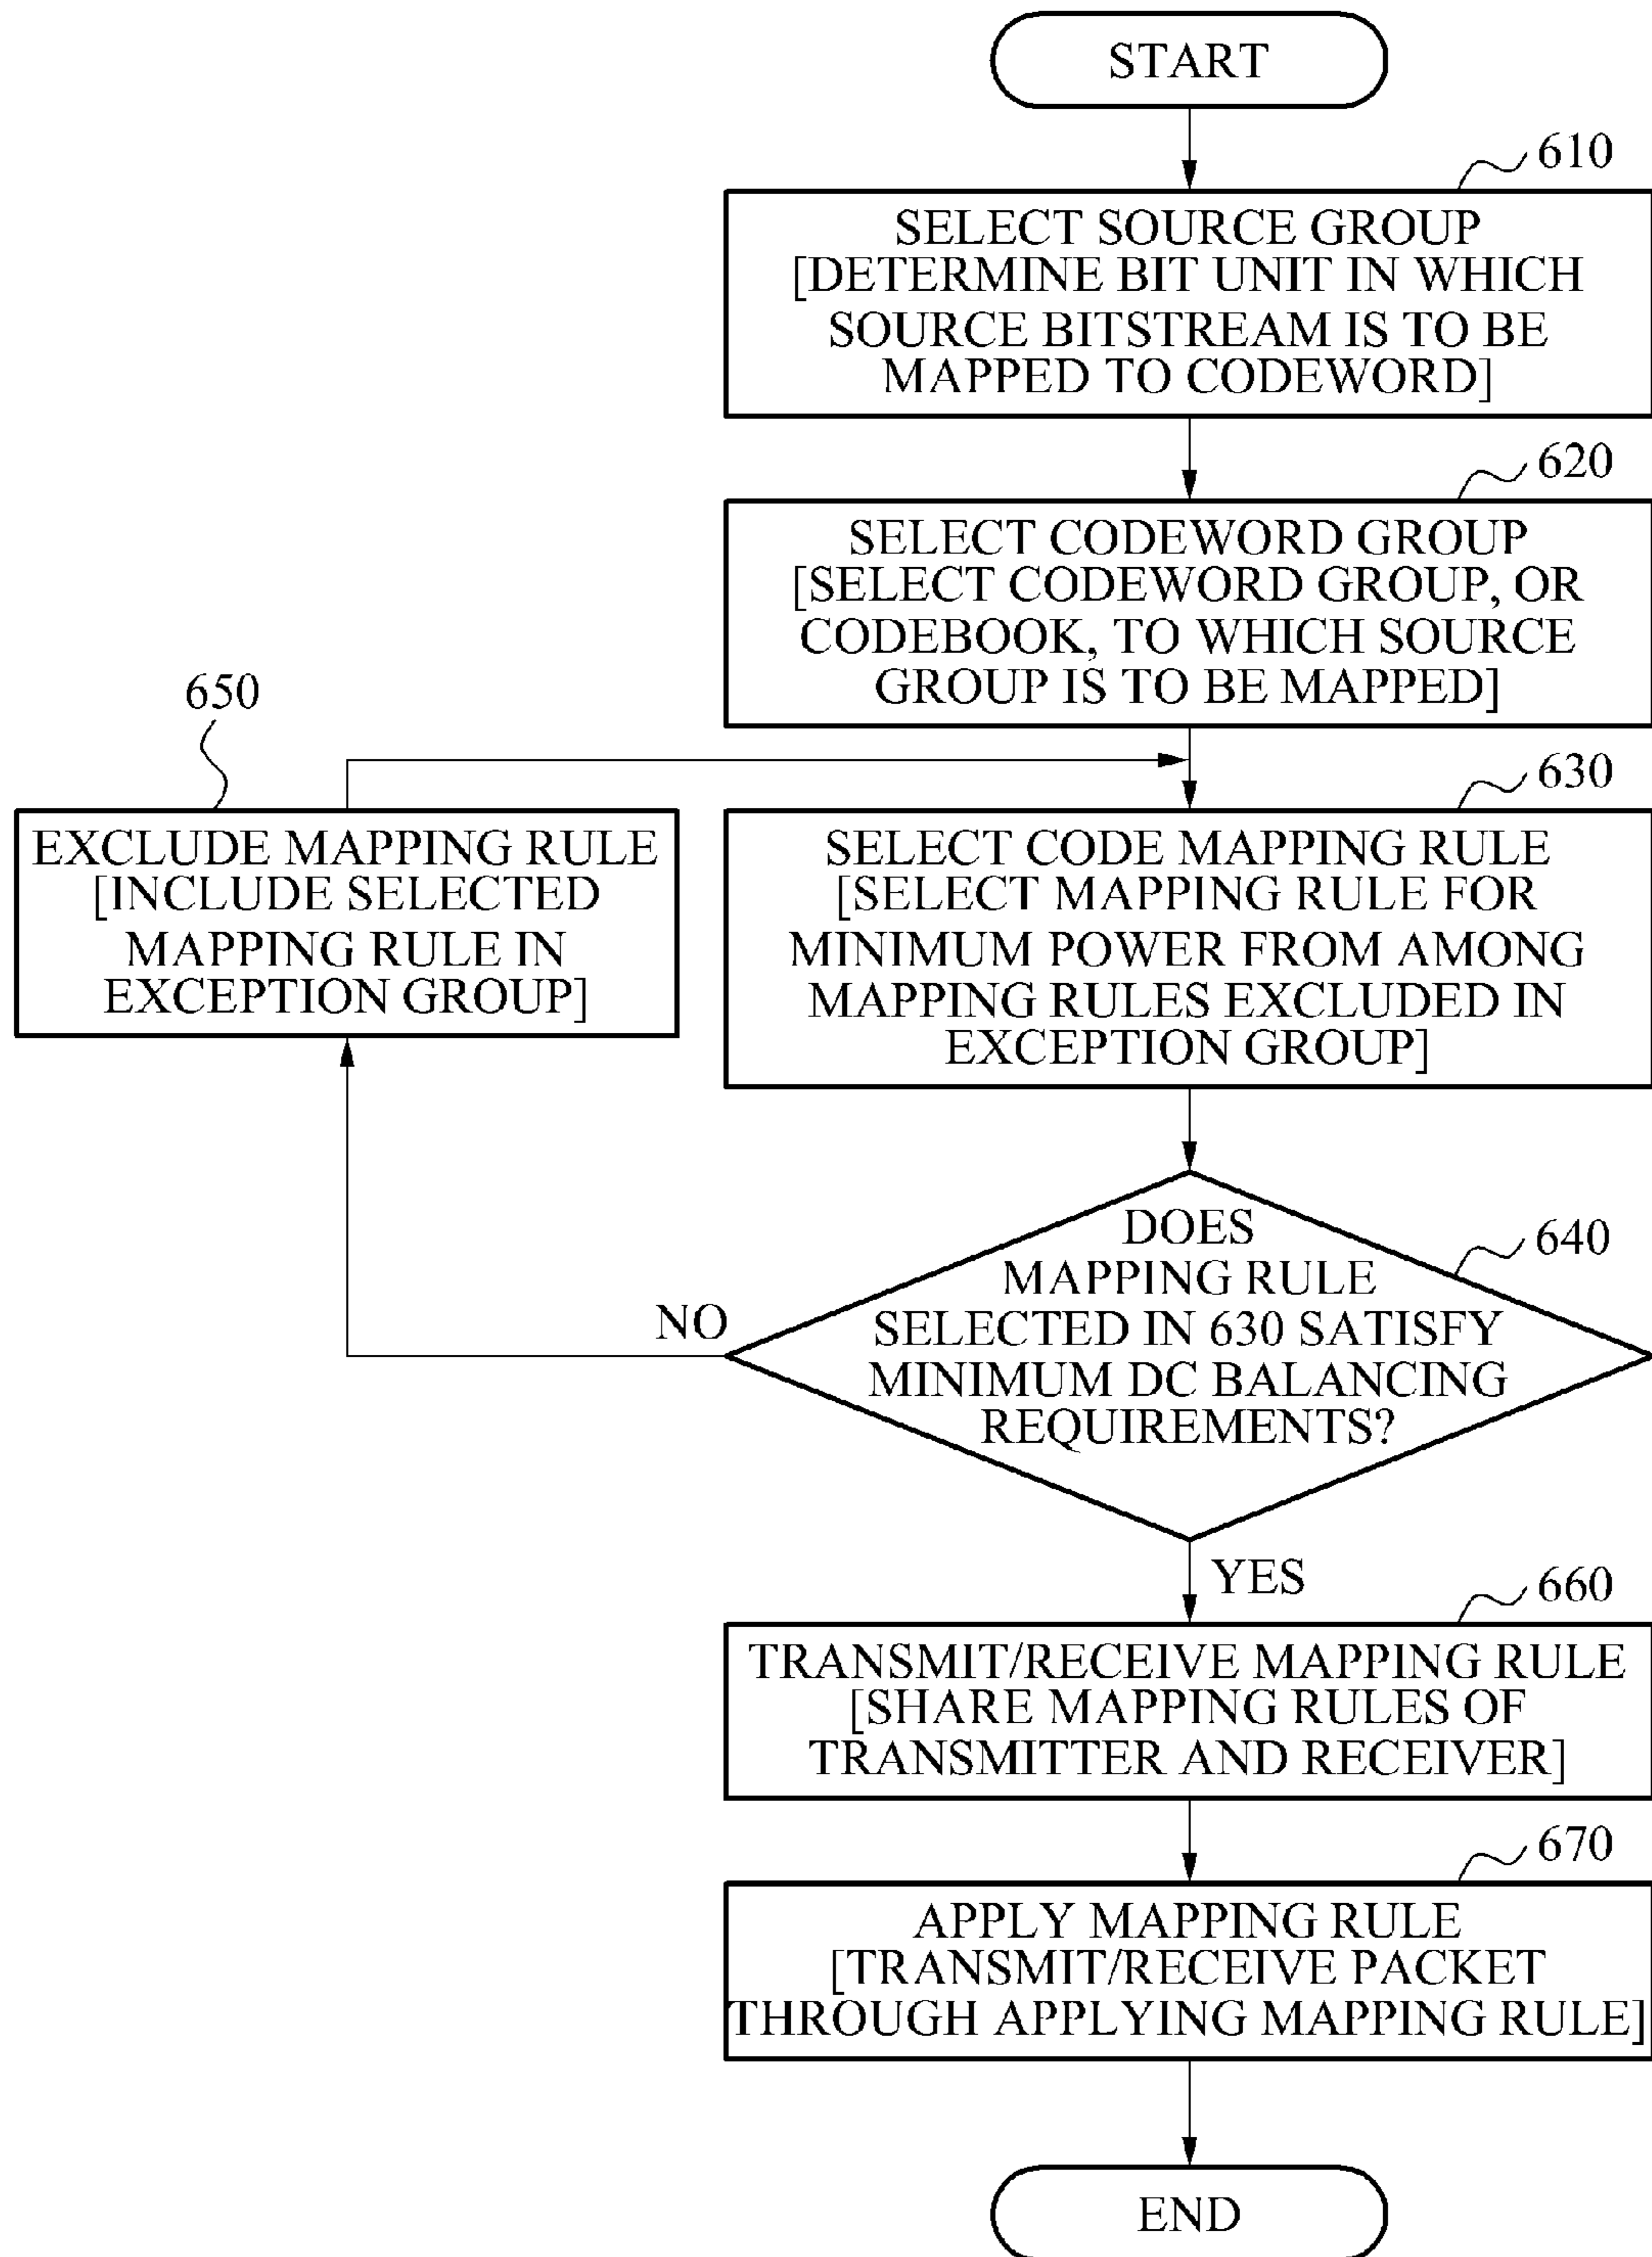 START
610
SELECT SOURCE GROUP
[DETERMINE BIT UNIT IN WHICH
SOURCE BITSTREAM IS TO BE
MAPPED TO CODEWORD]
620
SELECT CODEWORD GROUP
[SELECT CODEWORD GROUP, OR
CODEBOOK, TO WHICH SOURCE
GROUP IS TO BE MAPPED]
650
EXCLUDE MAPPING RULE
[INCLUDE SELECTED
MAPPING RULE IN
EXCEPTION GROUP]
630
SELECT CODE MAPPING RULE
[SELECT MAPPING RULE FOR
MINIMUM POWER FROM AMONG
MAPPING RULES EXCLUDED IN
EXCEPTION GROUP]
640
DOES
MAPPING RULE
SELECTED IN 630 SATISFY
MINIMUM DC BALANCING
REQUIREMENTS?
NO
YES
660
TRANSMIT/RECEIVE MAPPING RULE
[SHARE MAPPING RULES OF
TRANSMITTER AND RECEIVER]
670
APPLY MAPPING RULE
[TRANSMIT/RECEIVE PACKET
THROUGH APPLYING MAPPING RULE]
END